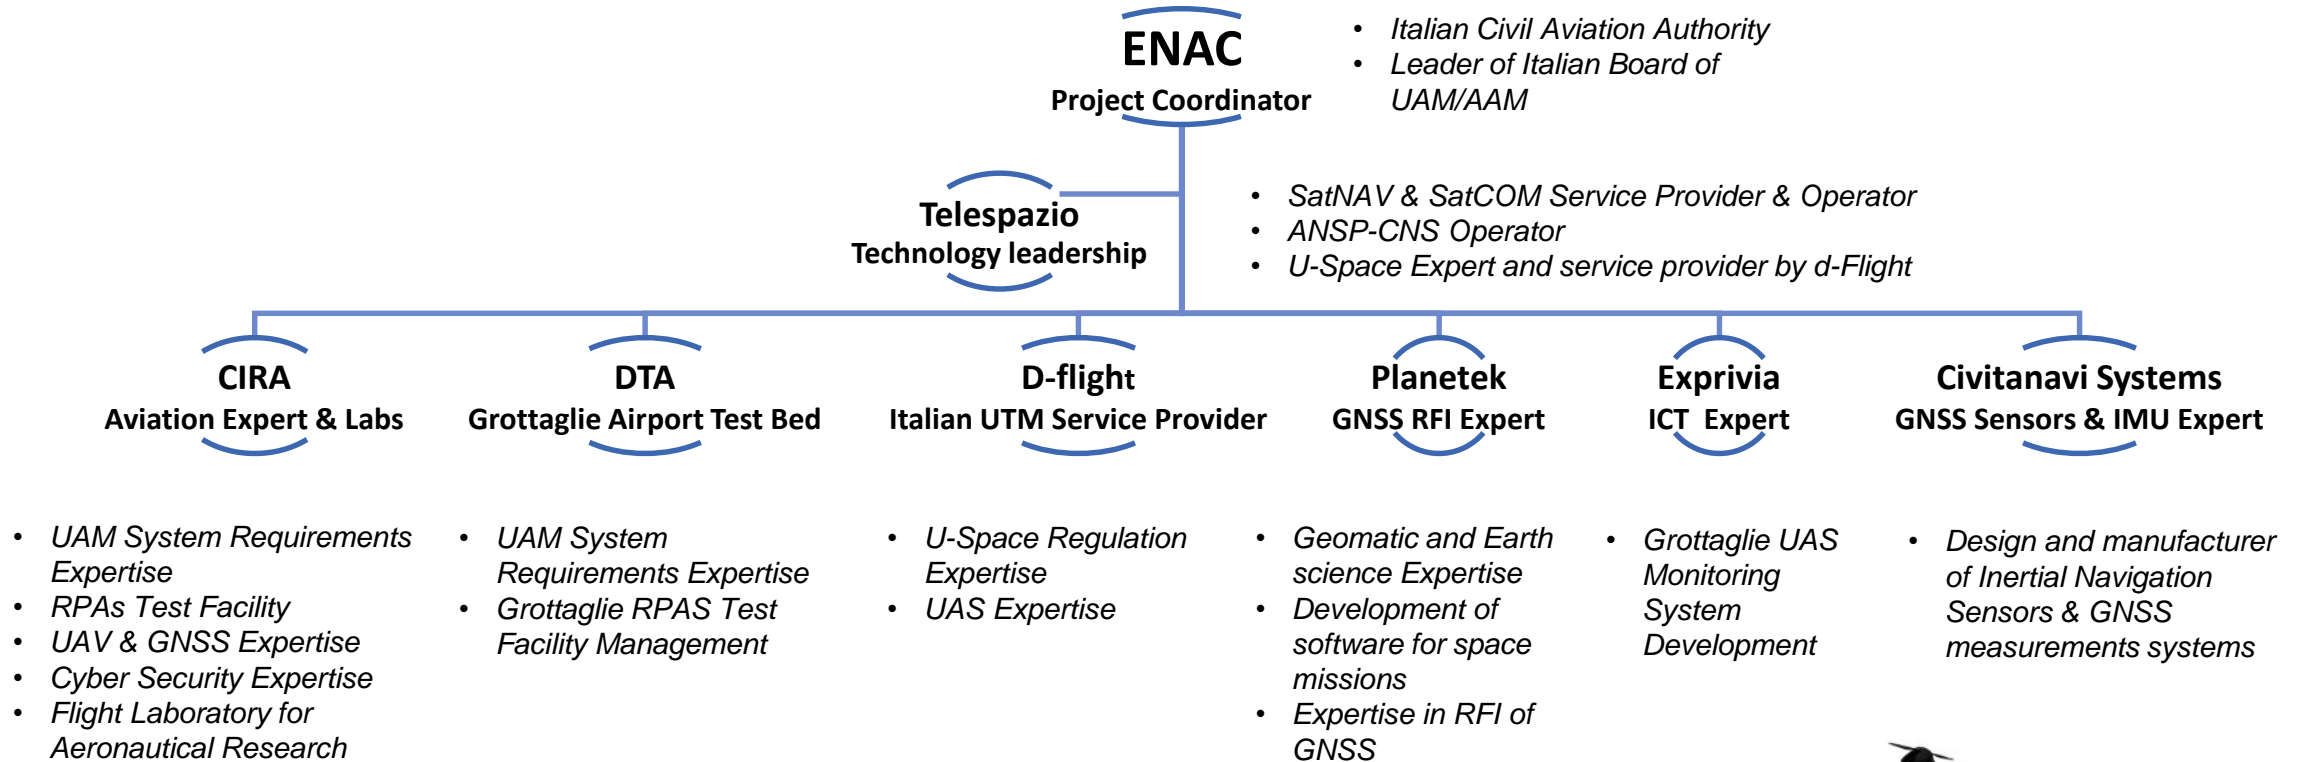 ENAC
Project Coordinator
• Italian Civil Aviation Authority
• Leader of Italian Board of
UAM/AAM
Telespazio
Technology leadership
• SatNAV & SatCOM Service Provider & Operator
• ANSP-CNS Operator
• U-Space Expert and service provider by d-Flight
CIRA
Aviation Expert & Labs
DTA
Grottaglie Airport Test Bed
D-flight
Italian UTM Service Provider
Planetek
GNSS RFI Expert
Exprivia
ICT Expert
Civitanavi Systems
GNSS Sensors & IMU Expert
• UAM System Requirements
Expertise
• RPAs Test Facility
• UAV & GNSS Expertise
• Cyber Security Expertise
• Flight Laboratory for
Aeronautical Research
• UAM System
Requirements Expertise
• Grottaglie RPAS Test
Facility Management
• U-Space Regulation
Expertise
• UAS Expertise
• Geomatic and Earth
science Expertise
• Development of
software for space
missions
• Expertise in RFI of
GNSS
• Grottaglie UAS
Monitoring
System
Development
• Design and manufacturer
of Inertial Navigation
Sensors & GNSS
measurements systems